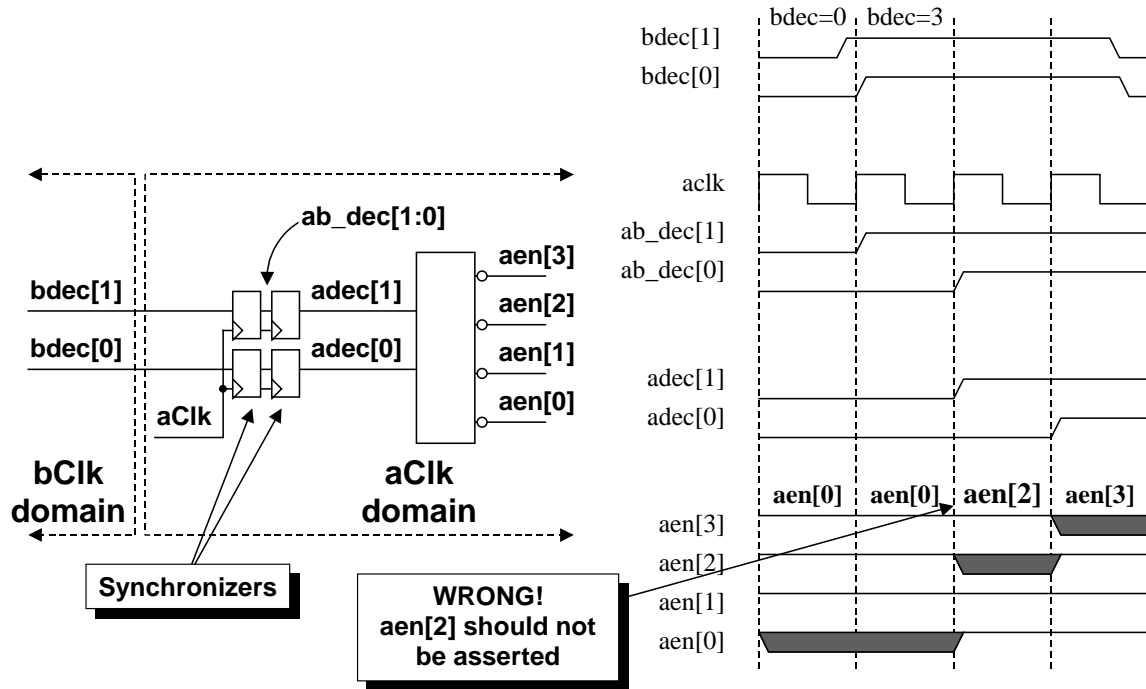 bdec=0 bdec=3
bdec[1]
bdec[0]
aclk
ab_dec[1]
ab_dec[0]
adec[1]
adec[0]
aen[0] aen[0] aen[2] aen[3]
aen[3]
aen[2]
aen[1]
aen[0]
ab_dec[1:0]
bdec[1]
adec[1]
bdec[0]
adec[0]
aen[3]
aen[2]
aen[1]
aen[0]
aClk
bClk
domain
aClk
domain
Synchronizers
WRONG!
aen[2] should not
be asserted